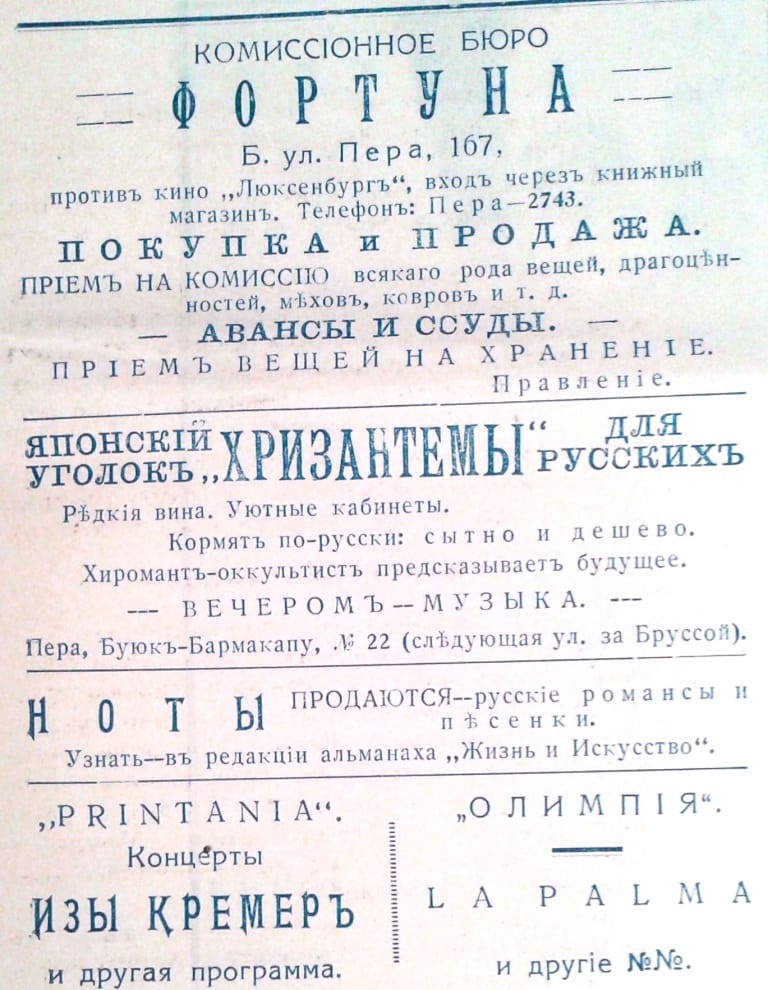 КОМИССІОННОЕ БЮРО
ФОРТУНА
Б. ул. Пера, 167,
противъ кино „Люксенбургъ“, входъ черезъ книжный
магазинъ. Телефонъ: Пера—2743.
ПОКУПКА и ПРОДАЖА.
ПРІЕМЪ НА КОМИССІЮ всякаго рода вещей, драгоцѣн-
ностей, мѣховъ, ковровъ и т. д.
— АВАНСЫ И ССУДЫ. —
ПРІЕМЪ ВЕЩЕЙ НА ХРАНЕНІЕ.
Правленіе.
ЯПОНСКІЙ УГОЛОКЪ „ХРИЗАНТЕМЫ“ ДЛЯ РУССКИХЪ
Рѣдкія вина. Уютные кабинеты.
Кормятъ по-русски: сытно и дешево.
Хиромантъ-оккультистъ предсказываетъ будущее.
--- ВЕЧЕРОМЪ — МУЗЫКА. ---
Пера, Буюкъ-Бармакапу, № 22 (слѣдующая ул. за Бруссой).
НОТЫ ПРОДАЮТСЯ--русскіе романсы и
пѣсенки.
Узнать--въ редакціи альманаха „Жизнь и Искусство“.
„PRINTANIA“.
Концерты
ИЗЫ КРЕМЕРЪ
и другая программа.
„ОЛИМПІЯ“.
LA PALMA
и другіе №№.